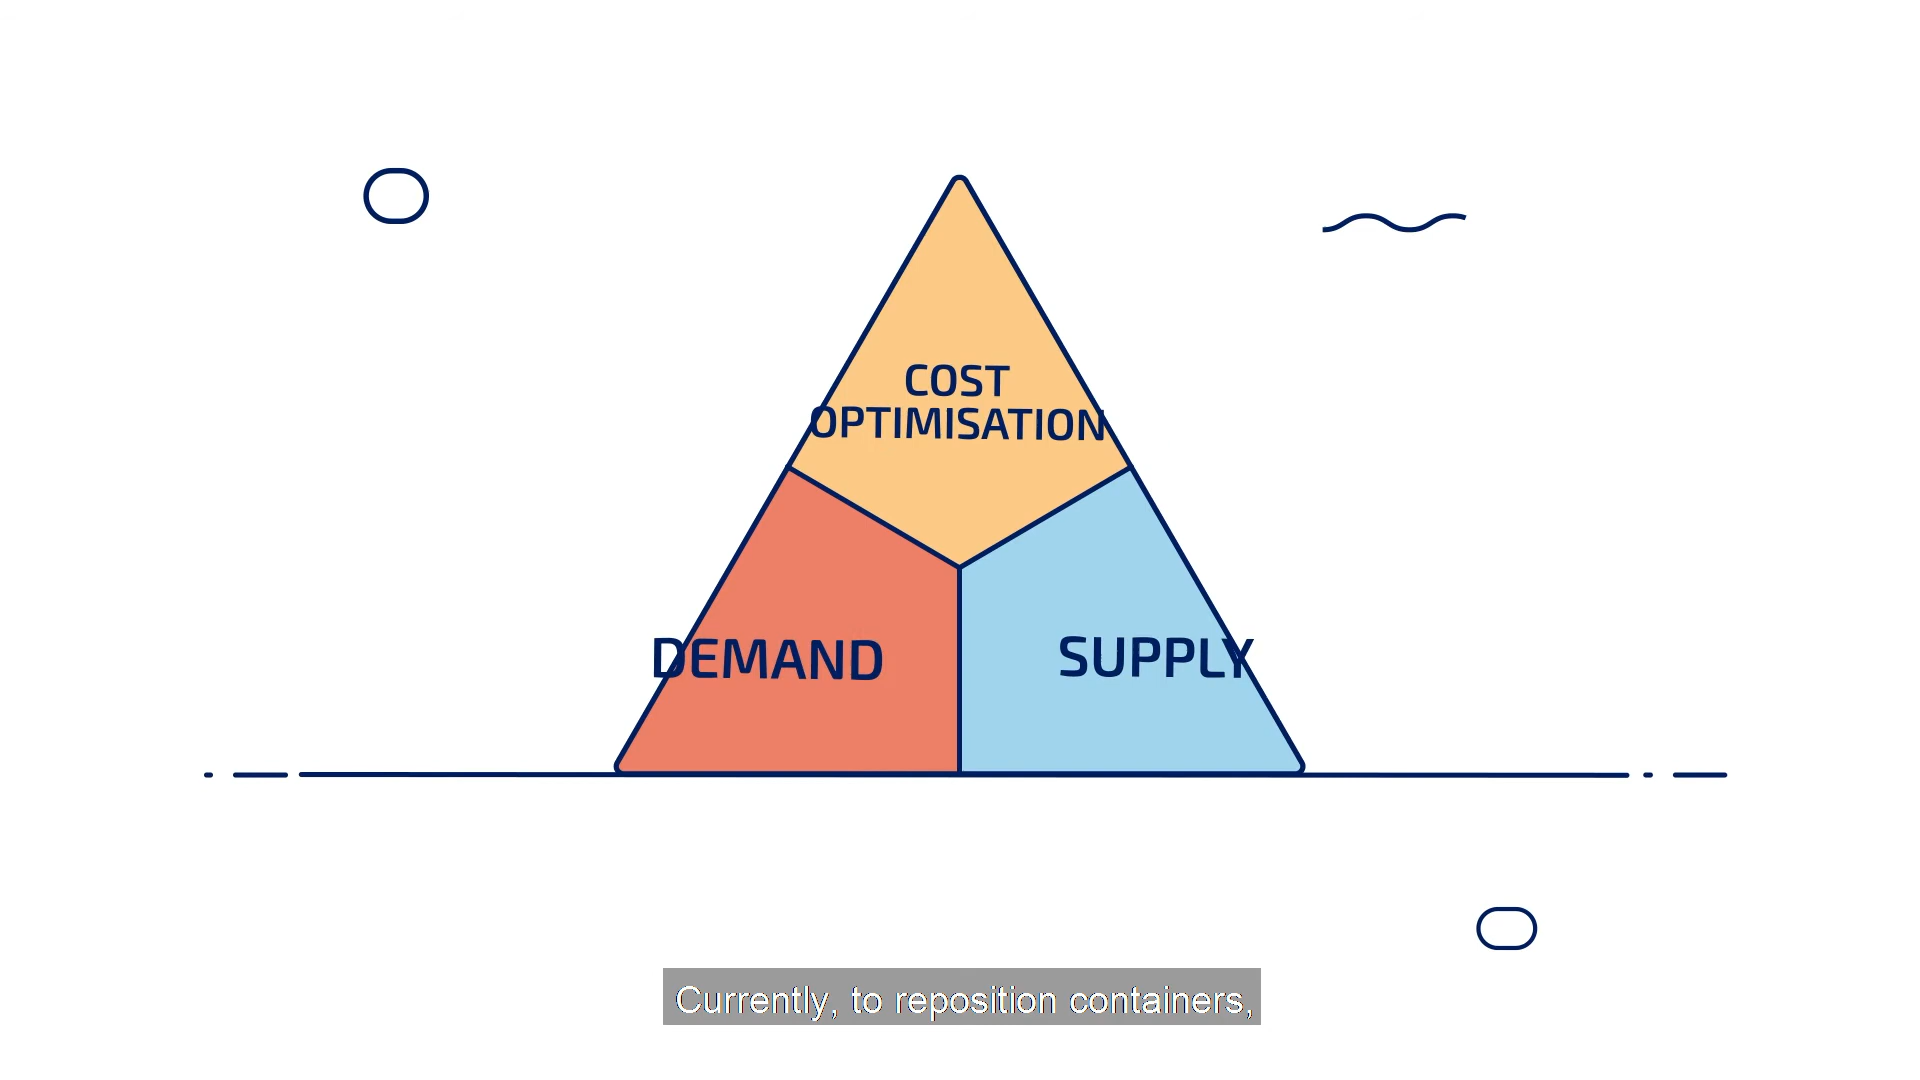 COST
OPTIMISATION
DEMAND
SUPPLY
Currently, to reposition containers,